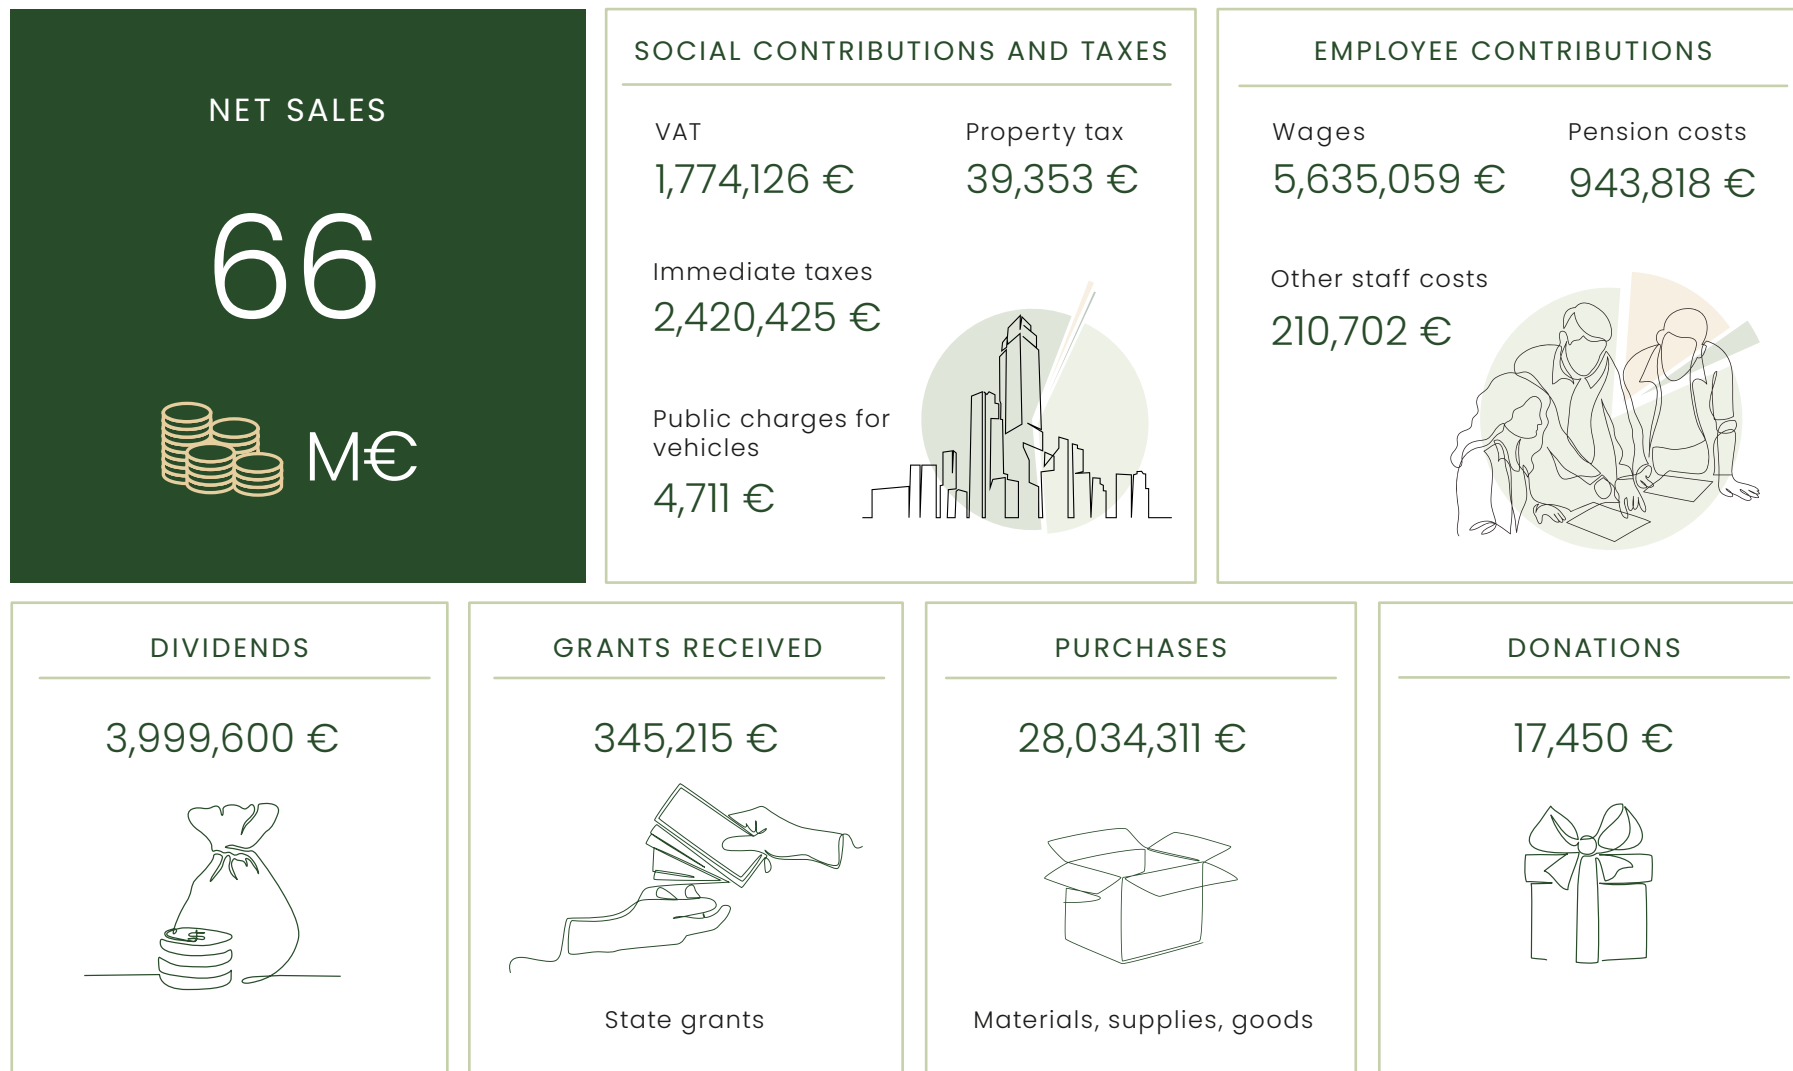 NET SALES
66
M€
SOCIAL CONTRIBUTIONS AND TAXES
VAT
1,774,126 €
Property tax
39,353 €
Immediate taxes
2,420,425 €
Public charges for
vehicles
4,711 €
EMPLOYEE CONTRIBUTIONS
Wages
5,635,059 €
Pension costs
943,818 €
Other staff costs
210,702 €
DIVIDENDS
3,999,600 €
$
GRANTS RECEIVED
345,215 €
State grants
PURCHASES
28,034,311 €
Materials, supplies, goods
DONATIONS
17,450 €